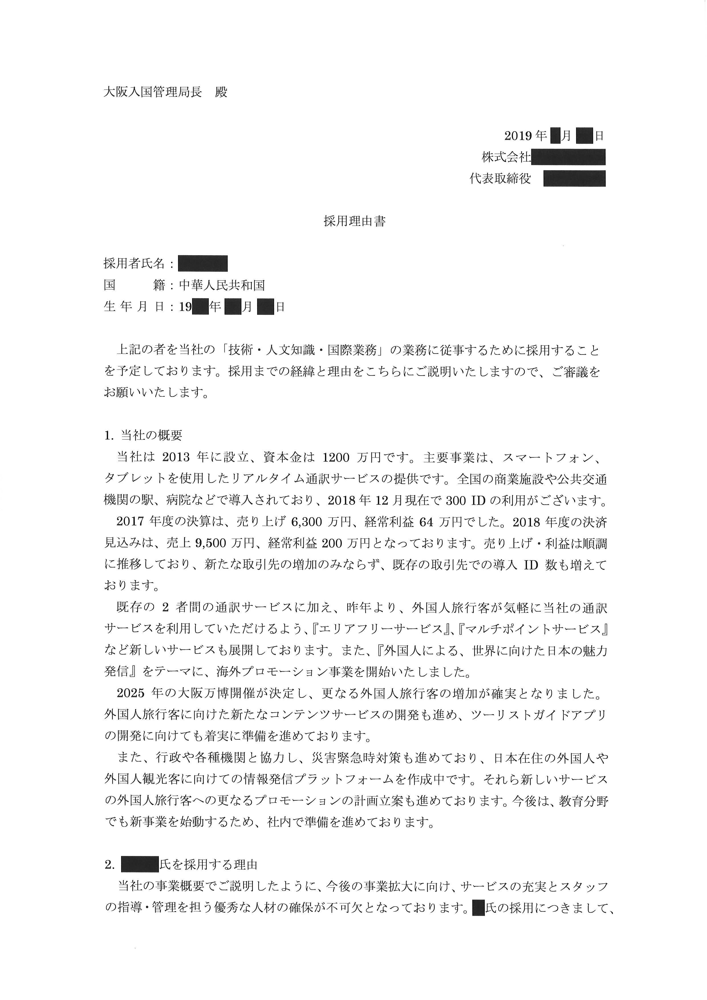 大阪入国管理局長　殿
2019 年 月 日
株式会社
代表取締役
採用理由書
採用者氏名：
国　　　籍：中華人民共和国
生 年 月 日：19 年 月 日
　上記の者を当社の「技術・人文知識・国際業務」の業務に従事するために採用すること
を予定しております。採用までの経緯と理由をこちらにご説明いたしますので、ご審議を
お願いいたします。
1. 当社の概要
　当社は 2013 年に設立、資本金は 1200 万円です。主要事業は、スマートフォン、
タブレットを使用したリアルタイム通訳サービスの提供です。全国の商業施設や公共交通
機関の駅、病院などで導入されており、2018 年 12 月現在で 300 ID の利用がございます。
　2017 年度の決算は、売り上げ 6,300 万円、経常利益 64 万円でした。2018 年度の決済
見込みは、売上 9,500 万円、経常利益 200 万円となっております。売り上げ・利益は順調
に推移しており、新たな取引先の増加のみならず、既存の取引先での導入 ID 数も増えて
おります。
　既存の 2 者間の通訳サービスに加え、昨年より、外国人旅行客が気軽に当社の通訳
サービスを利用していただけるよう、『エリアフリーサービス』、『マルチポイントサービス』
など新しいサービスも展開しております。また、『外国人による、世界に向けた日本の魅力
発信』をテーマに、海外プロモーション事業を開始いたしました。
　2025 年の大阪万博開催が決定し、更なる外国人旅行客の増加が確実となりました。
外国人旅行客に向けた新たなコンテンツサービスの開発も進め、ツーリストガイドアプリ
の開発に向けても着実に準備を進めております。
　また、行政や各種機関と協力し、災害緊急時対策も進めており、日本在住の外国人や
外国人観光客に向けての情報発信プラットフォームを作成中です。それら新しいサービス
の外国人旅行客への更なるプロモーションの計画立案も進めております。今後は、教育分野
でも新事業を始動するため、社内で準備を進めております。
2. 氏を採用する理由
　当社の事業概要でご説明したように、今後の事業拡大に向け、サービスの充実とスタッフ
の指導・管理を担う優秀な人材の確保が不可欠となっております。 氏の採用につきまして、